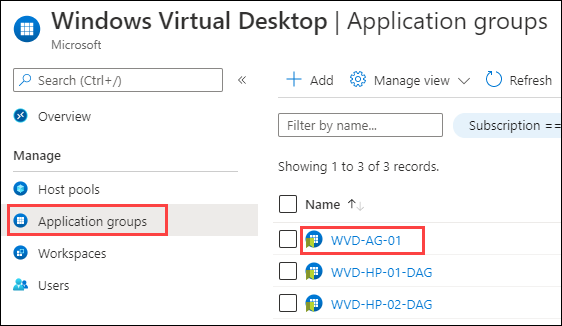 Windows Virtual Desktop | Application groups
Microsoft
Search (Ctrl+/)
«
Add
Manage view
Refresh
Overview
Filter by name...
Subscription ==
Manage
Showing 1 to 3 of 3 records.
Host pools
Name ↑↓
Application groups
WVD-AG-01
Workspaces
WVD-HP-01-DAG
Users
WVD-HP-02-DAG